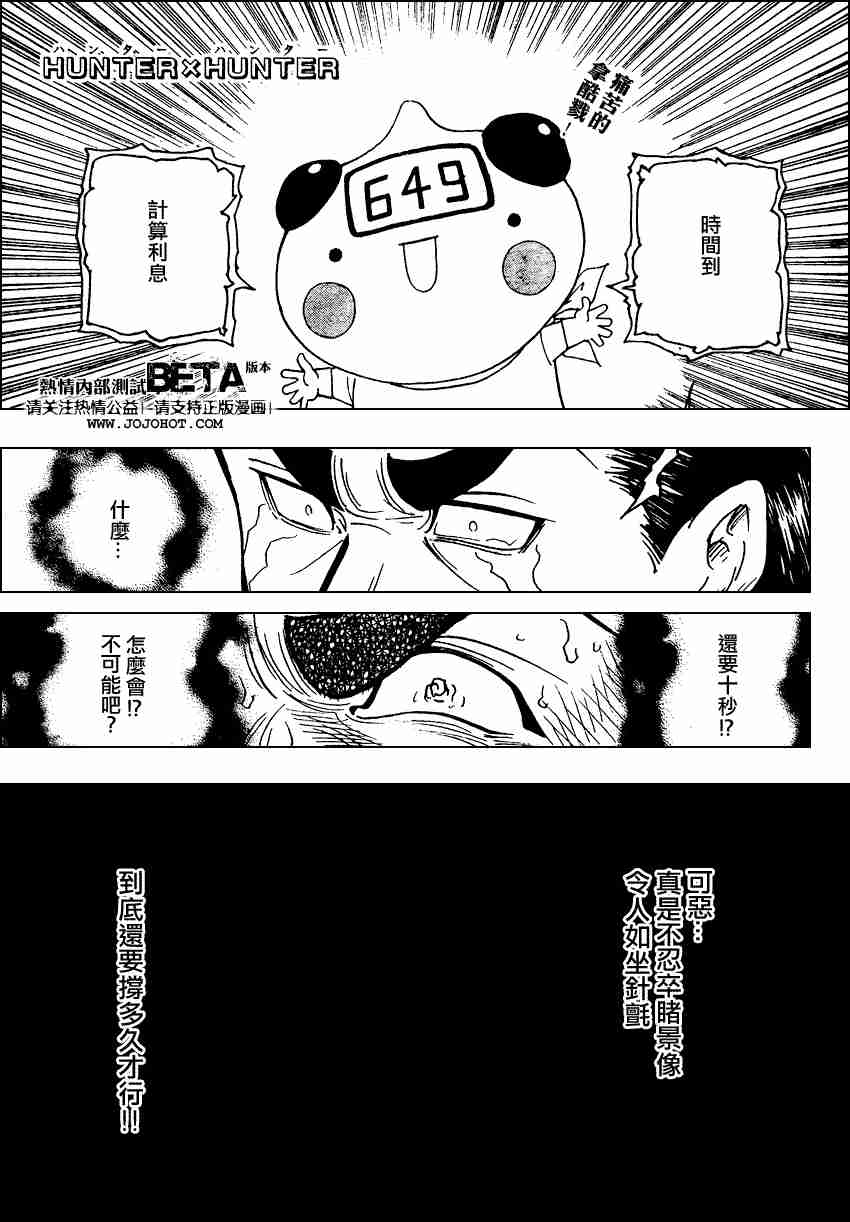 ハンター×ハンター
HUNTER×HUNTER
痛苦的
拿酷戮!
時間到
649
計算利息
熱情內部測試BETA版本
请关注热情公益 请支持正版漫画
WWW.JOJOHOT.COM
什麼…
還要十秒!?
怎麼會!?
不可能吧?
可惡…
真是不忍卒睹景像
令人如坐針氈
到底還要撐多久才行!!